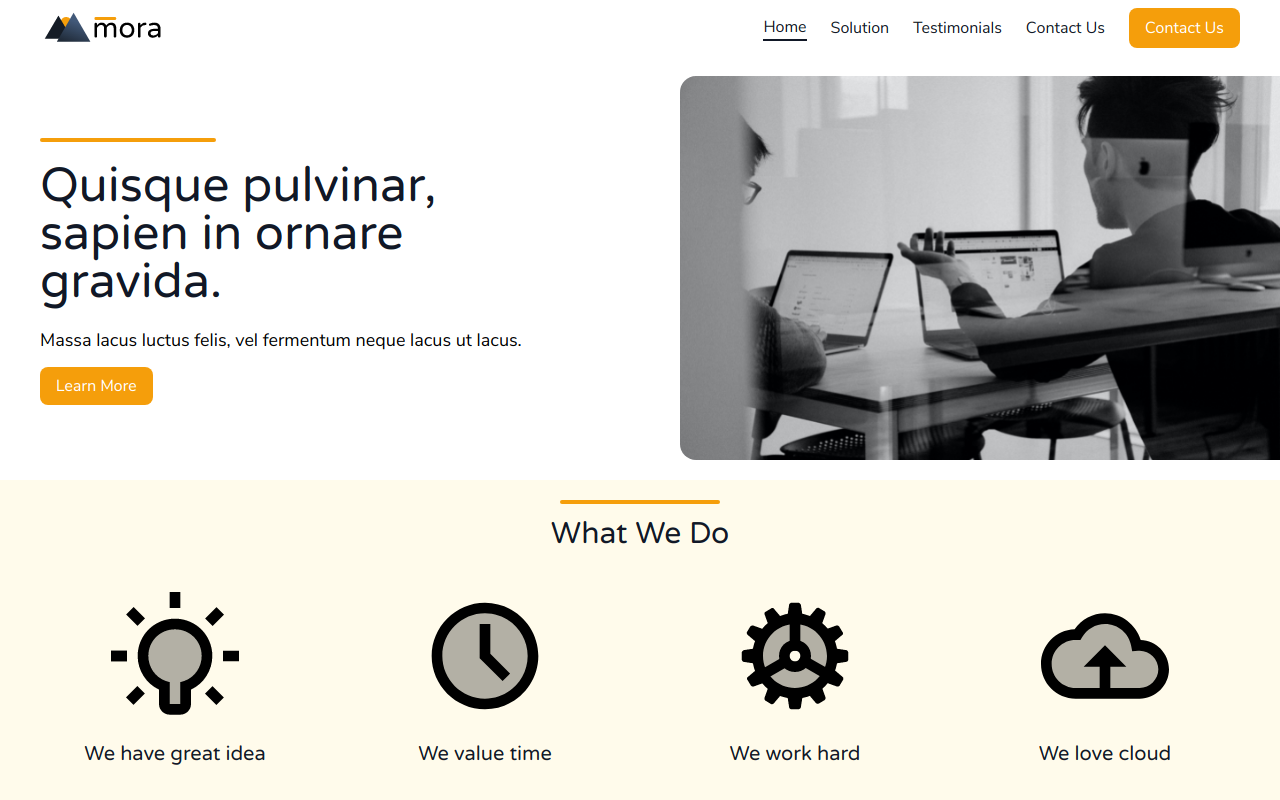 mora
Home Solution Testimonials Contact Us Contact Us
Quisque pulvinar,
sapien in ornare
gravida.
Massa lacus luctus felis, vel fermentum neque lacus ut lacus.
Learn More
What We Do
We have great idea
We value time
We work hard
We love cloud